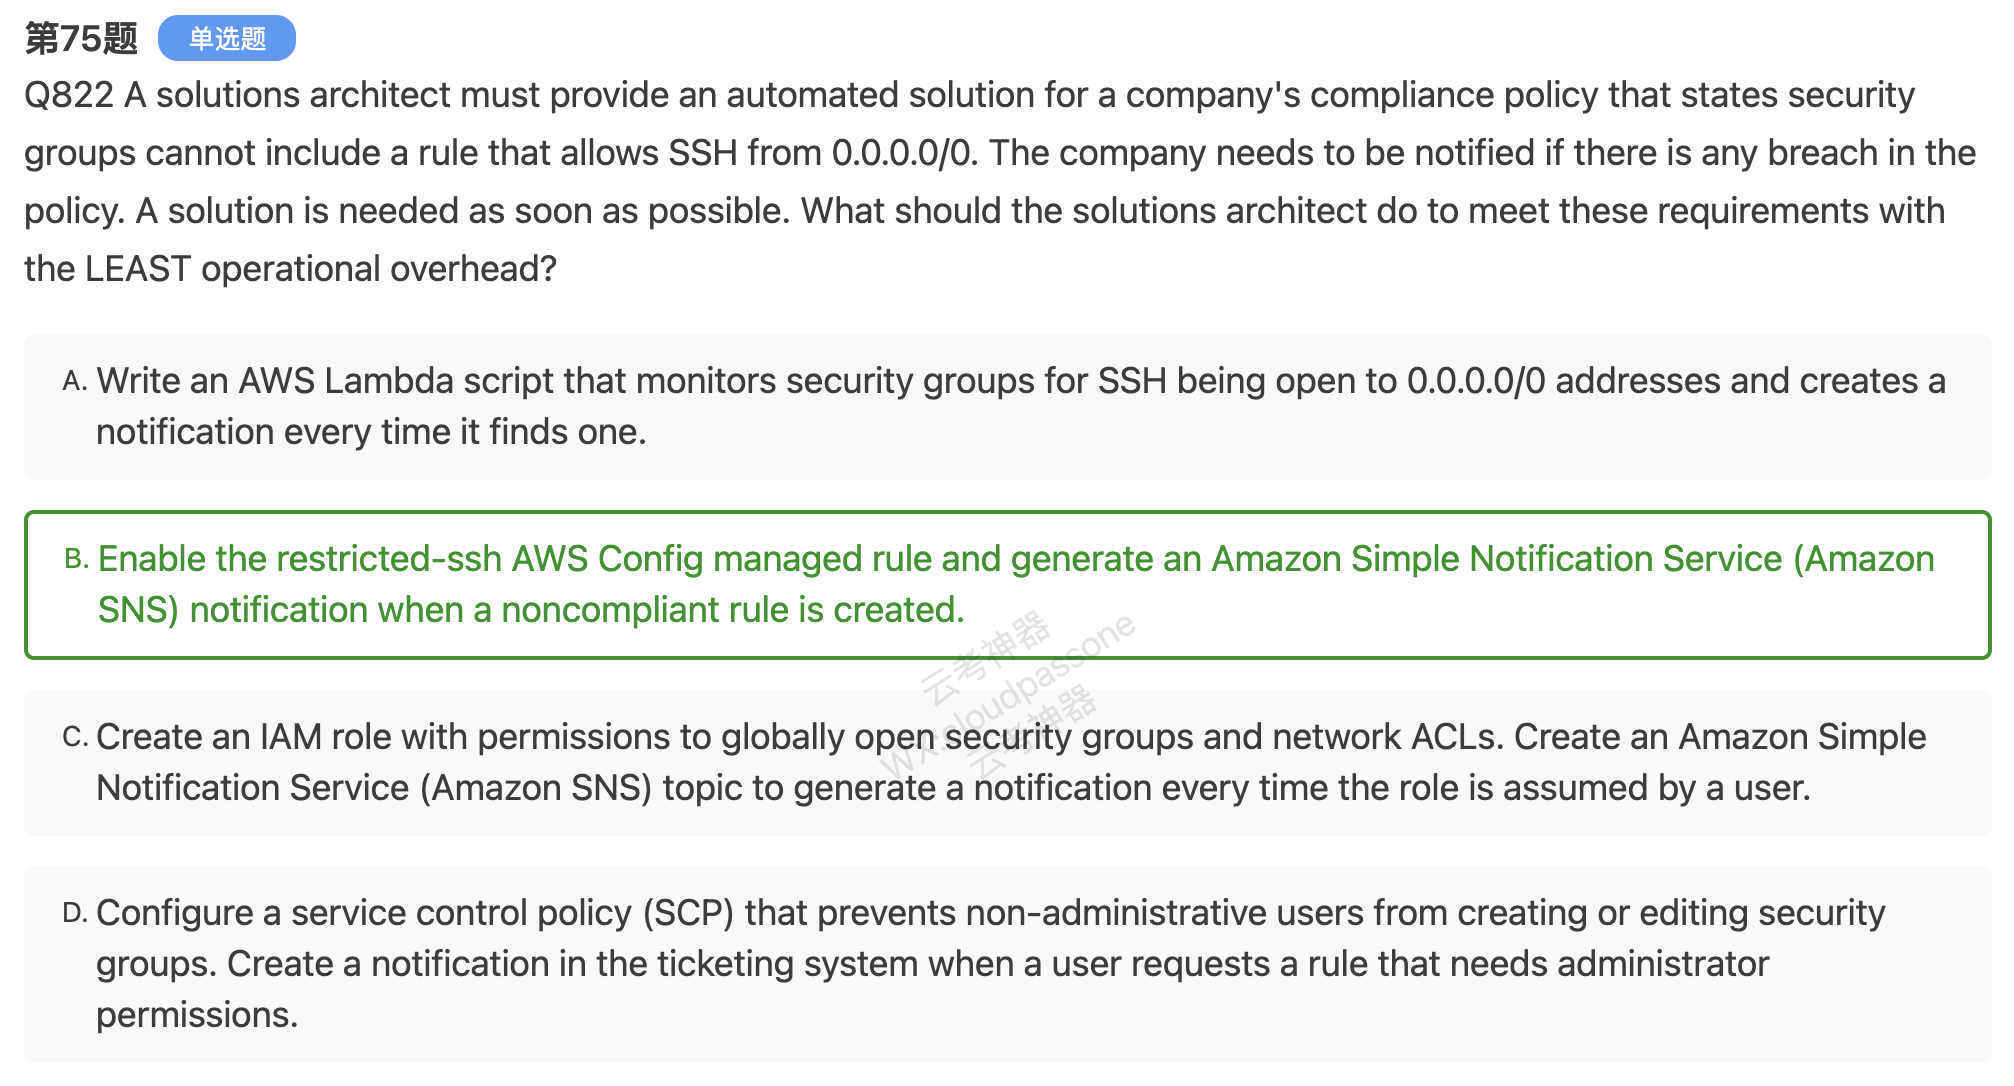 第75题 单选题
Q822 A solutions architect must provide an automated solution for a company's compliance policy that states security
groups cannot include a rule that allows SSH from 0.0.0.0/0. The company needs to be notified if there is any breach in the
policy. A solution is needed as soon as possible. What should the solutions architect do to meet these requirements with
the LEAST operational overhead?
A. Write an AWS Lambda script that monitors security groups for SSH being open to 0.0.0.0/0 addresses and creates a
notification every time it finds one.
B. Enable the restricted-ssh AWS Config managed rule and generate an Amazon Simple Notification Service (Amazon
SNS) notification when a noncompliant rule is created.
云考神器
WX:cloudpassone
云考神器
C. Create an IAM role with permissions to globally open security groups and network ACLs. Create an Amazon Simple
Notification Service (Amazon SNS) topic to generate a notification every time the role is assumed by a user.
D. Configure a service control policy (SCP) that prevents non-administrative users from creating or editing security
groups. Create a notification in the ticketing system when a user requests a rule that needs administrator
permissions.